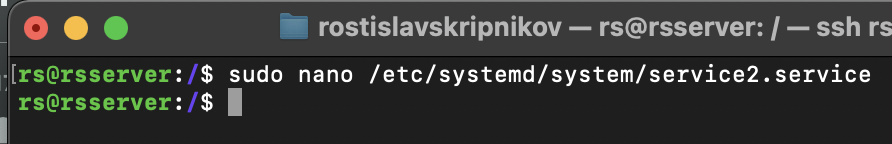 rostislavskripnikov — rs@rsserver: / — ssh rs
[rs@rsserver:/$ sudo nano /etc/systemd/system/service2.service
rs@rsserver:/$